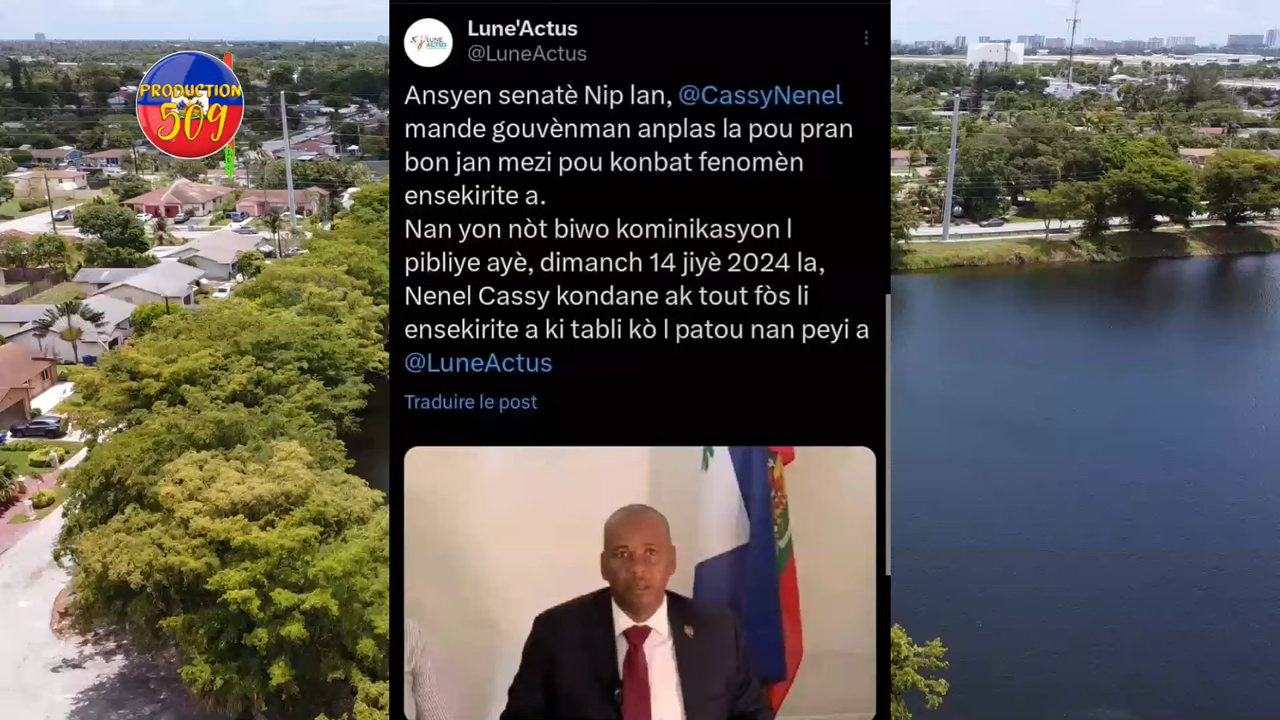 PRODUCTION
509
LUNE
ACTUS
Lune'Actus
@LuneActus
Ansyen senatè Nip lan, @CassyNenel
mande gouvènman anplas la pou pran
bon jan mezi pou konbat fenomèn
ensekirite a.
Nan yon nòt biwo kominikasyon l
pibliye ayè, dimanch 14 jiyè 2024 la,
Nenel Cassy kondane ak tout fòs li
ensekirite a ki tabli kò l patou nan peyi a
@LuneActus
Traduire le post